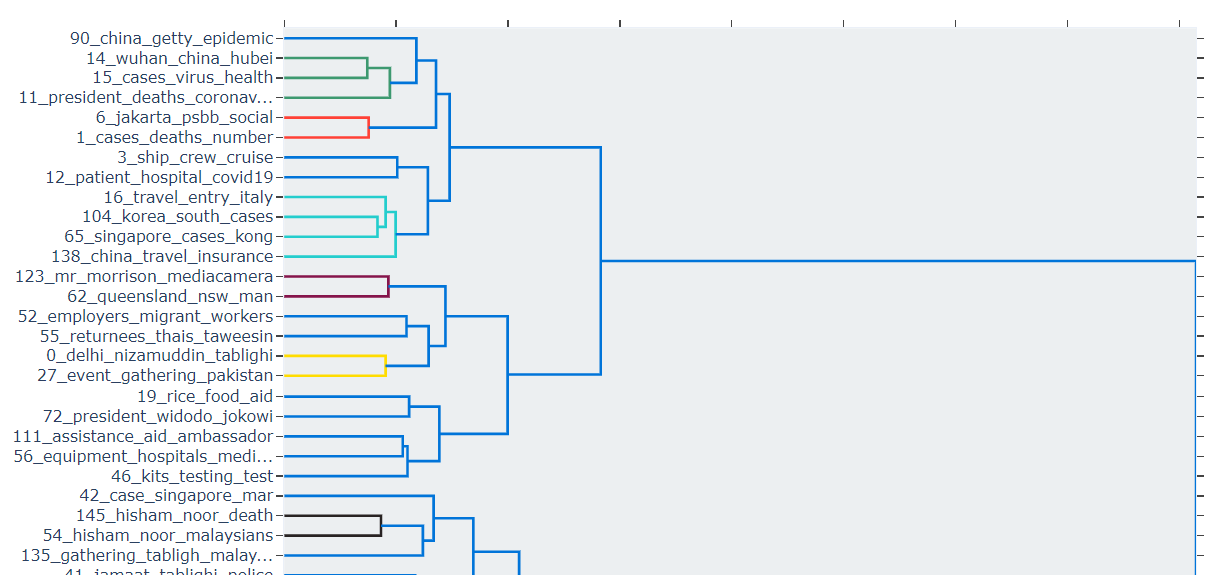 90_china_getty_epidemic
14_wuhan_china_hubei
15_cases_virus_health
11_president_deaths_coronav...
6_jakarta_psbb_social
1_cases_deaths_number
3_ship_crew_cruise
12_patient_hospital_covid19
16_travel_entry_italy
104_korea_south_cases
65_singapore_cases_kong
138_china_travel_insurance
123_mr_morrison_mediacamera
62_queensland_nsw_man
52_employers_migrant_workers
55_returnees_thais_taweesin
0_delhi_nizamuddin_tablighi
27_event_gathering_pakistan
19_rice_food_aid
72_president_widodo_jokowi
111_assistance_aid_ambassador
56_equipment_hospitals_medi...
46_kits_testing_test
42_case_singapore_mar
145_hisham_noor_death
54_hisham_noor_malaysians
135_gathering_tabligh_malay...
41_jamaat_tablighi_police